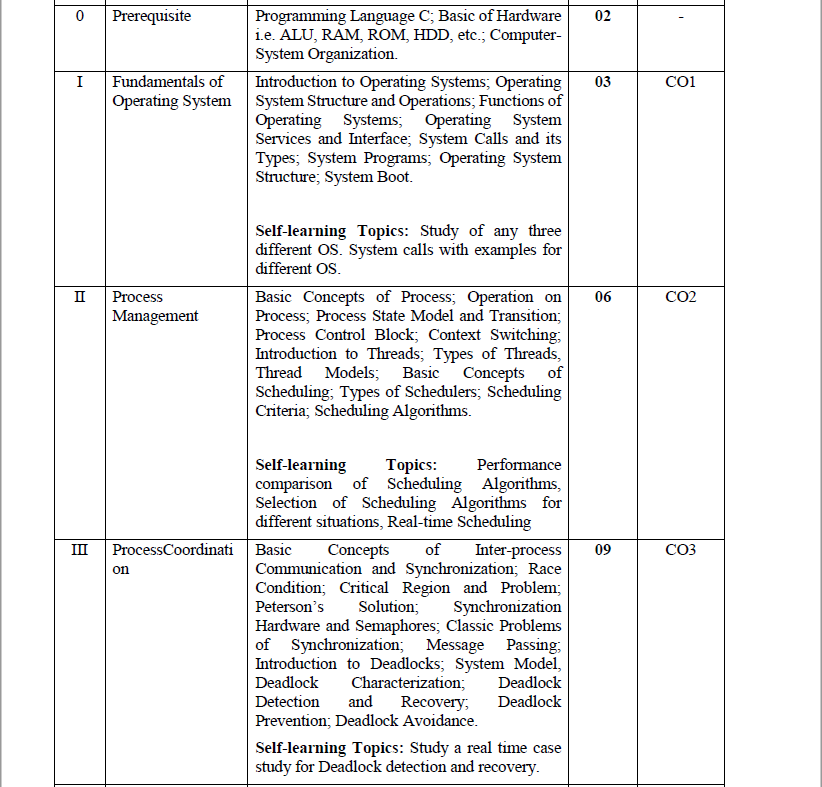 0 Prerequisite Programming Language C; Basic of Hardware 02 -
i.e. ALU, RAM, ROM, HDD, etc.; Computer-
System Organization.
I Fundamentals of Introduction to Operating Systems; Operating 03 CO1
Operating System System Structure and Operations; Functions of
Operating Systems; Operating System
Services and Interface; System Calls and its
Types; System Programs; Operating System
Structure; System Boot.
Self-learning Topics: Study of any three
different OS. System calls with examples for
different OS.
II Process Basic Concepts of Process; Operation on 06 CO2
Management Process; Process State Model and Transition;
Process Control Block; Context Switching;
Introduction to Threads; Types of Threads,
Thread Models; Basic Concepts of
Scheduling; Types of Schedulers; Scheduling
Criteria; Scheduling Algorithms.
Self-learning Topics: Performance
comparison of Scheduling Algorithms,
Selection of Scheduling Algorithms for
different situations, Real-time Scheduling
III ProcessCoordinati Basic Concepts of Inter-process 09 CO3
on Communication and Synchronization; Race
Condition; Critical Region and Problem;
Peterson's Solution; Synchronization
Hardware and Semaphores; Classic Problems
of Synchronization; Message Passing;
Introduction to Deadlocks; System Model,
Deadlock Characterization; Deadlock
Detection and Recovery; Deadlock
Prevention; Deadlock Avoidance.
Self-learning Topics: Study a real time case
study for Deadlock detection and recovery.